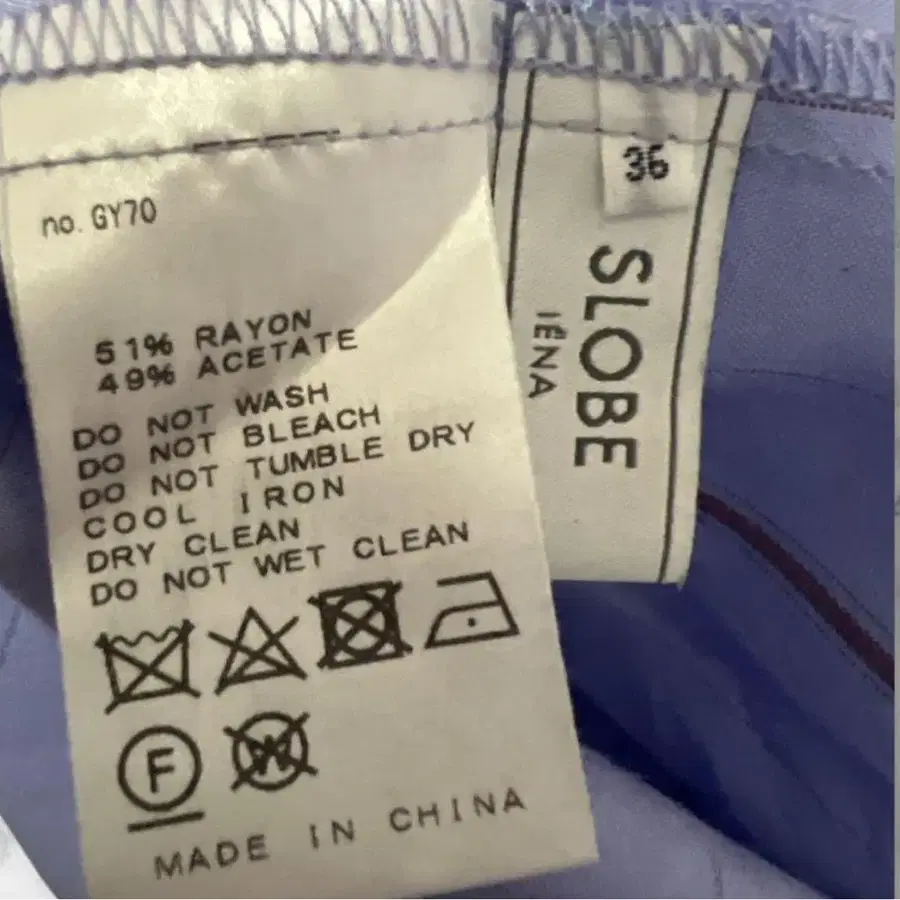 no. GY70
51% RAYON
49% ACETATE
DO NOT WASH
DO NOT BLEACH
DO NOT TUMBLE DRY
COOL IRON
DRY CLEAN
DO NOT WET CLEAN
F
W
MADE IN CHINA
36
SLOBE
IÉNA